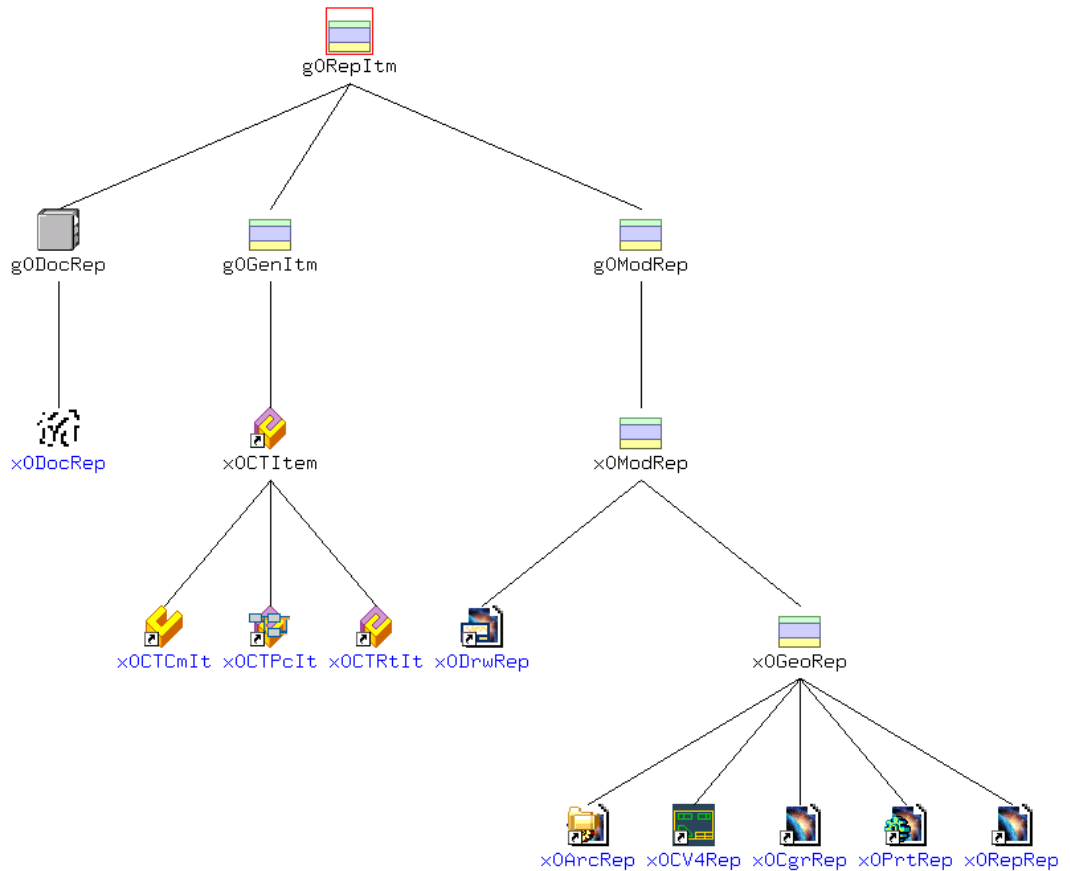 gORepItm
gODocRep gOGenItm gOModRep
xODocRep xOCTItem xOModRep
xOCTCmIt xOCTPcIt xOCTRtIt xODrwRep xOGeoRep
xOArcRep xOCV4Rep xOCgrRep xOPrtRep xORepRep